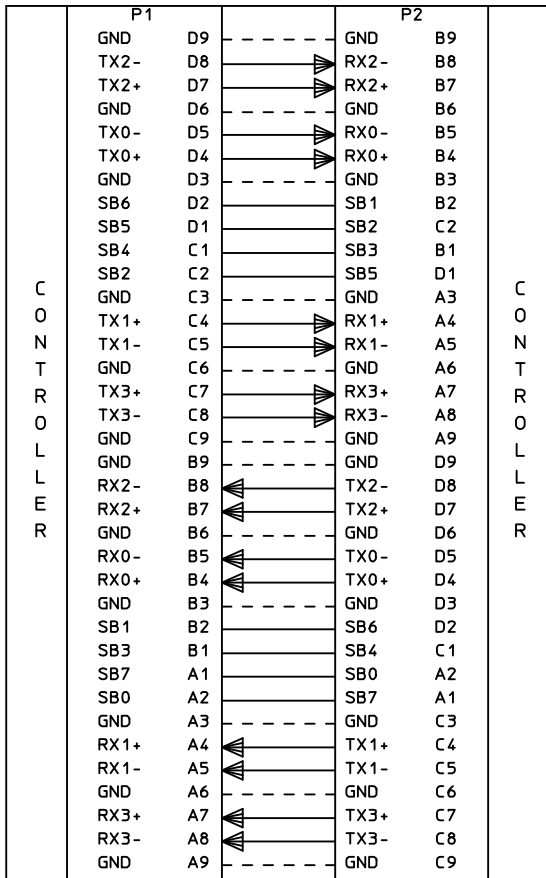 P1 P2
GND D9 GND B9
TX2- D8 RX2- B8
TX2+ D7 RX2+ B7
GND D6 GND B6
TX0- D5 RX0- B5
TX0+ D4 RX0+ B4
GND D3 GND B3
SB6 D2 SB1 B2
SB5 D1 SB2 C2
SB4 C1 SB3 B1
SB2 C2 SB5 D1
GND C3 GND A3
TX1+ C4 RX1+ A4
TX1- C5 RX1- A5
GND C6 GND A6
TX3+ C7 RX3+ A7
TX3- C8 RX3- A8
GND C9 GND A9
GND B9 GND D9
RX2- B8 TX2- D8
RX2+ B7 TX2+ D7
GND B6 GND D6
RX0- B5 TX0- D5
RX0+ B4 TX0+ D4
GND B3 GND D3
SB1 B2 SB6 D2
SB3 B1 SB4 C1
SB7 A1 SB0 A2
SB0 A2 SB7 A1
GND A3 GND C3
RX1+ A4 TX1+ C4
RX1- A5 TX1- C5
GND A6 GND C6
RX3+ A7 TX3+ C7
RX3- A8 TX3- C8
GND A9 GND C9
CONTROLLER
CONTROLLER